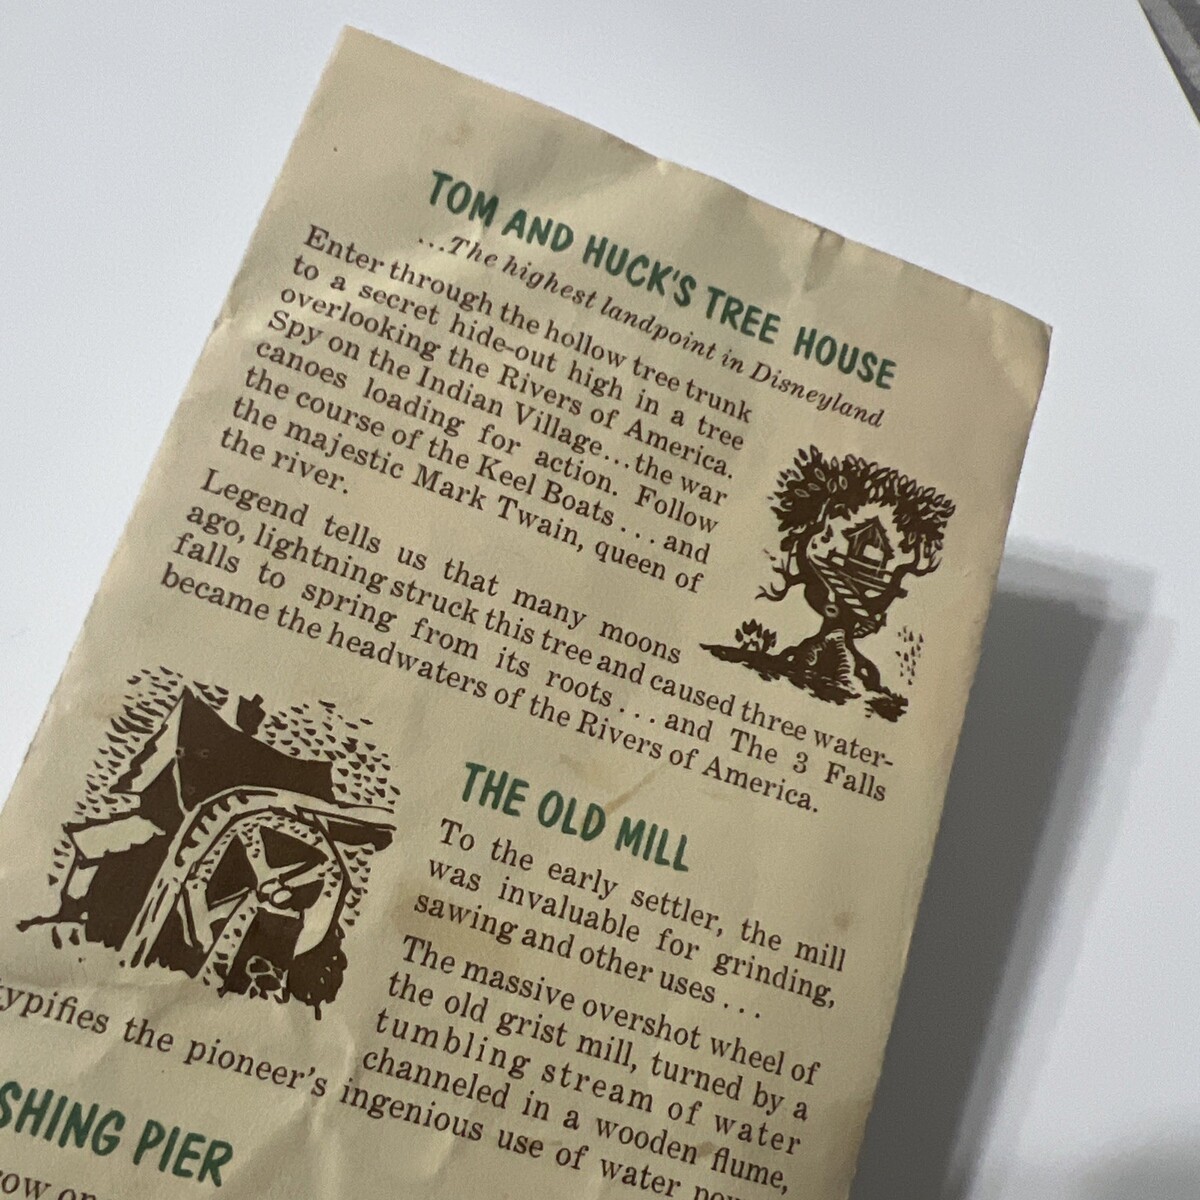 TOM AND HUCK'S TREE HOUSE
...The highest landpoint in Disneyland
Enter through the hollow tree trunk
to a secret hide-out high in a tree
overlooking the Rivers of America.
Spy on the Indian Village...the war
canoes loading for action. Follow
the course of the Keel Boats...and
the majestic Mark Twain, queen of
the river.
Legend tells us that many moons
ago, lightning struck this tree and caused three water-
falls to spring from its roots...and The 3 Falls
became the headwaters of the Rivers of America.
THE OLD MILL
To the early settler, the mill
was invaluable for grinding,
sawing and other uses...
The massive overshot wheel of
the old grist mill, turned by a
tumbling stream of water
channeled in a wooden flume,
typifies the pioneer's ingenious use of water
SHING PIER